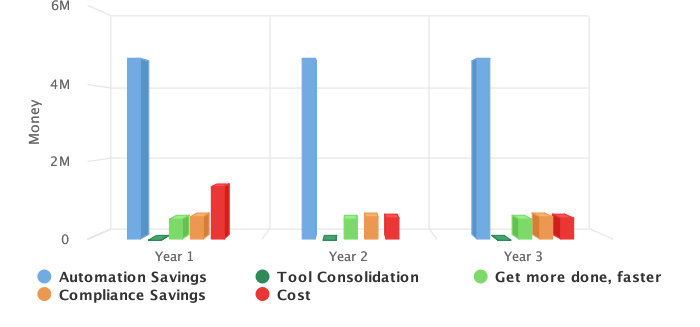 6M
4M
2M
0
Money
Year 1
Year 2
Year 3
Automation Savings
Tool Consolidation
Get more done, faster
Compliance Savings
Cost